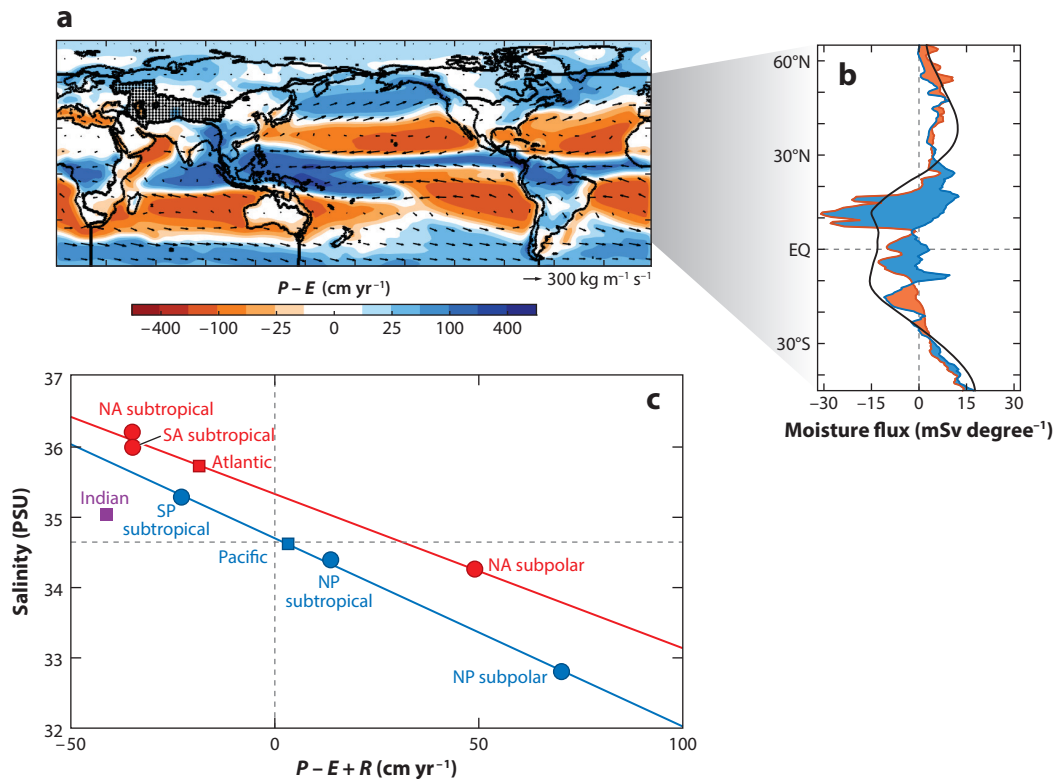 a
P – E (cm yr⁻¹)
300 kg m⁻¹ s⁻¹
−400 −100 −25 0 25 100 400
b
60°N
30°N
EQ
30°S
−30 −15 0 15 30
Moisture flux (mSv degree⁻¹)
c
37
36
35
34
33
32
Salinity (PSU)
NA subtropical
SA subtropical
Atlantic
Indian
SP
subtropical
Pacific
NP
subtropical
NA subpolar
NP subpolar
−50 0 50 100
P – E + R (cm yr⁻¹)